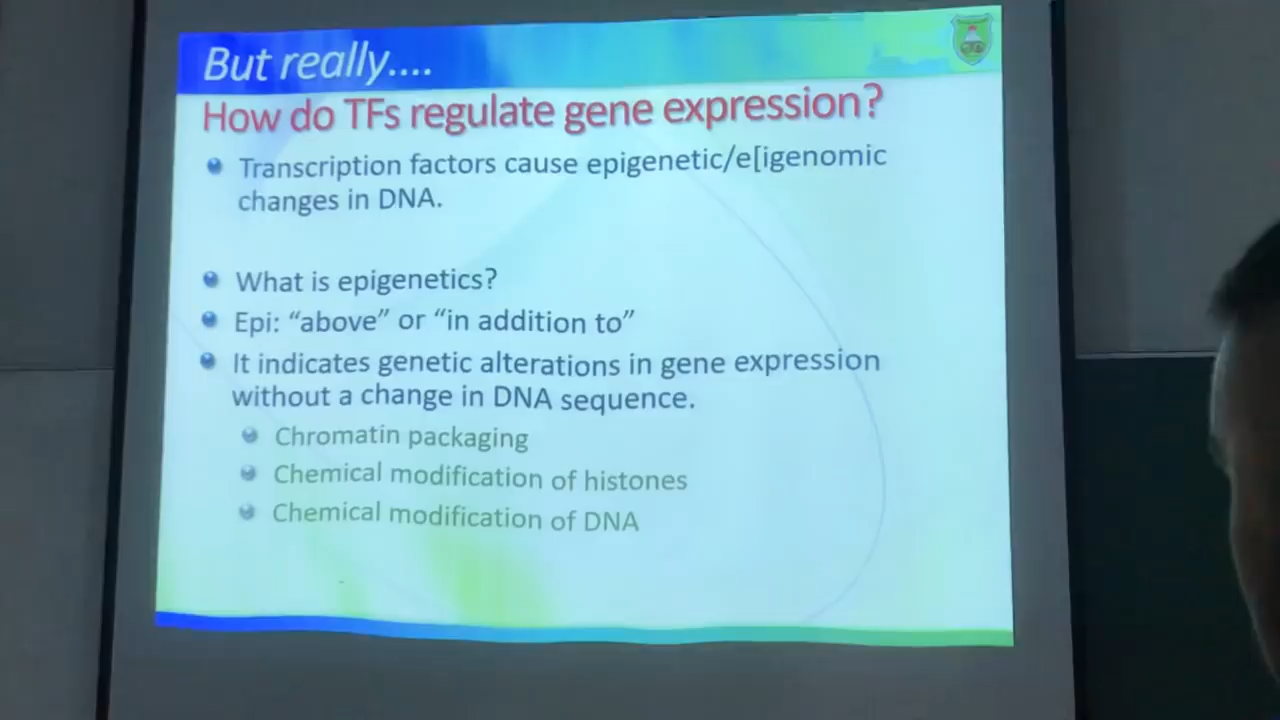 But really....
How do TFs regulate gene expression?
Transcription factors cause epigenetic/e[igenomic
changes in DNA.
What is epigenetics?
Epi: “above” or “in addition to”
It indicates genetic alterations in gene expression
without a change in DNA sequence.
Chromatin packaging
Chemical modification of histones
Chemical modification of DNA